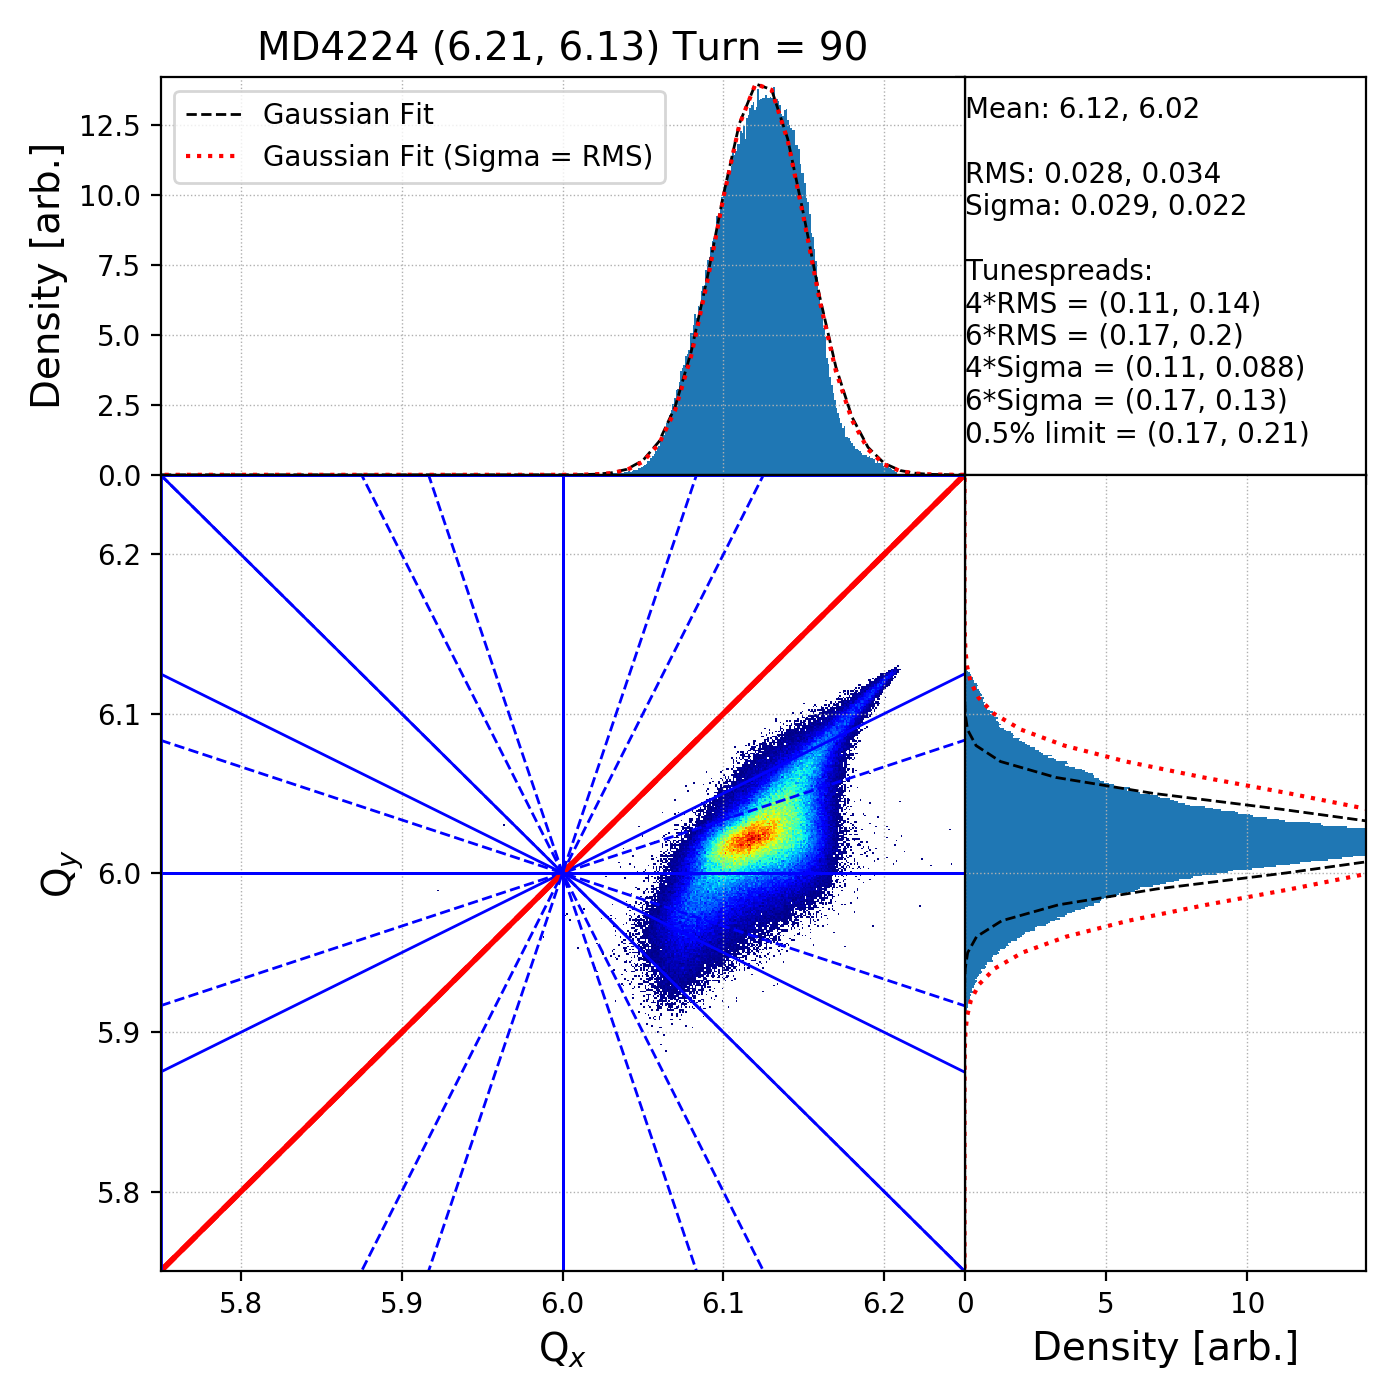 MD4224 (6.21, 6.13) Turn = 90
Gaussian Fit
Gaussian Fit (Sigma = RMS)
Density [arb.]
12.5
10.0
7.5
5.0
2.5
0.0
Mean: 6.12, 6.02
RMS: 0.028, 0.034
Sigma: 0.029, 0.022
Tunespreads:
4*RMS = (0.11, 0.14)
6*RMS = (0.17, 0.2)
4*Sigma = (0.11, 0.088)
6*Sigma = (0.17, 0.13)
0.5% limit = (0.17, 0.21)
Qy
6.2
6.1
6.0
5.9
5.8
5.8 5.9 6.0 6.1 6.2
Qx
0 5 10
Density [arb.]